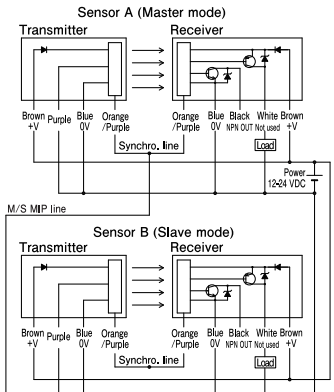 Sensor A (Master mode)
Transmitter Receiver
Brown +V Purple Blue 0V Orange /Purple Orange /Purple Blue 0V Black NPN OUT White Not used Brown +V
Synchro. line Load
Power 12-24 VDC
M/S MIP line
Sensor B (Slave mode)
Transmitter Receiver
Brown +V Purple Blue 0V Orange /Purple Orange /Purple Blue 0V Black NPN OUT White Not used Brown +V
Synchro. line Load